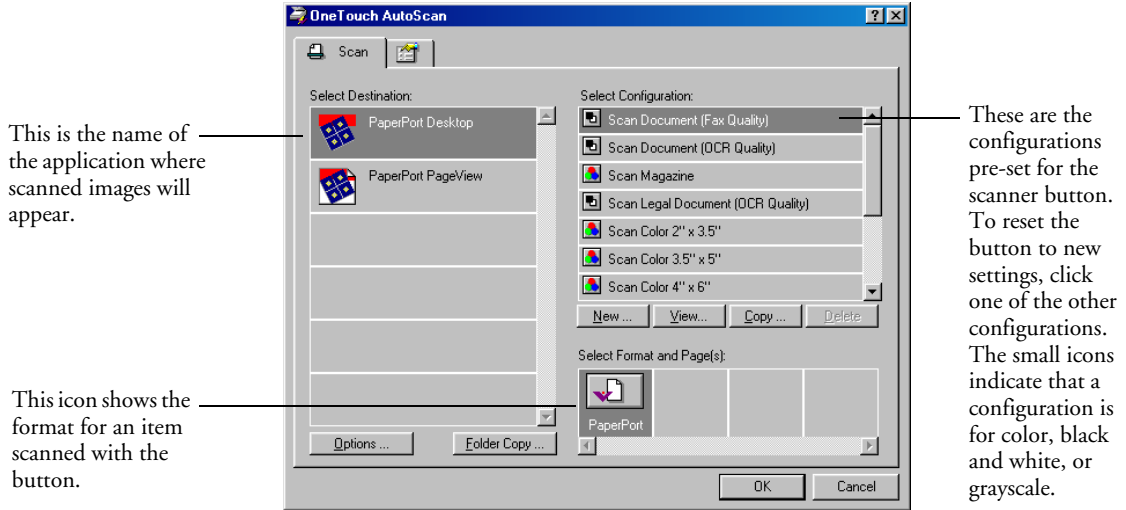 OneTouch AutoScan
Scan
Select Destination:
PaperPort Desktop
PaperPort PageView
Options ...
Folder Copy ...
Select Configuration:
Scan Document (Fax Quality)
Scan Document (OCR Quality)
Scan Magazine
Scan Legal Document (OCR Quality)
Scan Color 2" x 3.5"
Scan Color 3.5" x 5"
Scan Color 4" x 6"
New ...
View...
Copy ...
Delete
Select Format and Page(s):
PaperPort
OK
Cancel
This is the name of
the application where
scanned images will
appear.
This icon shows the
format for an item
scanned with the
button.
These are the
configurations
pre-set for the
scanner button.
To reset the
button to new
settings, click
one of the other
configurations.
The small icons
indicate that a
configuration is
for color, black
and white, or
grayscale.